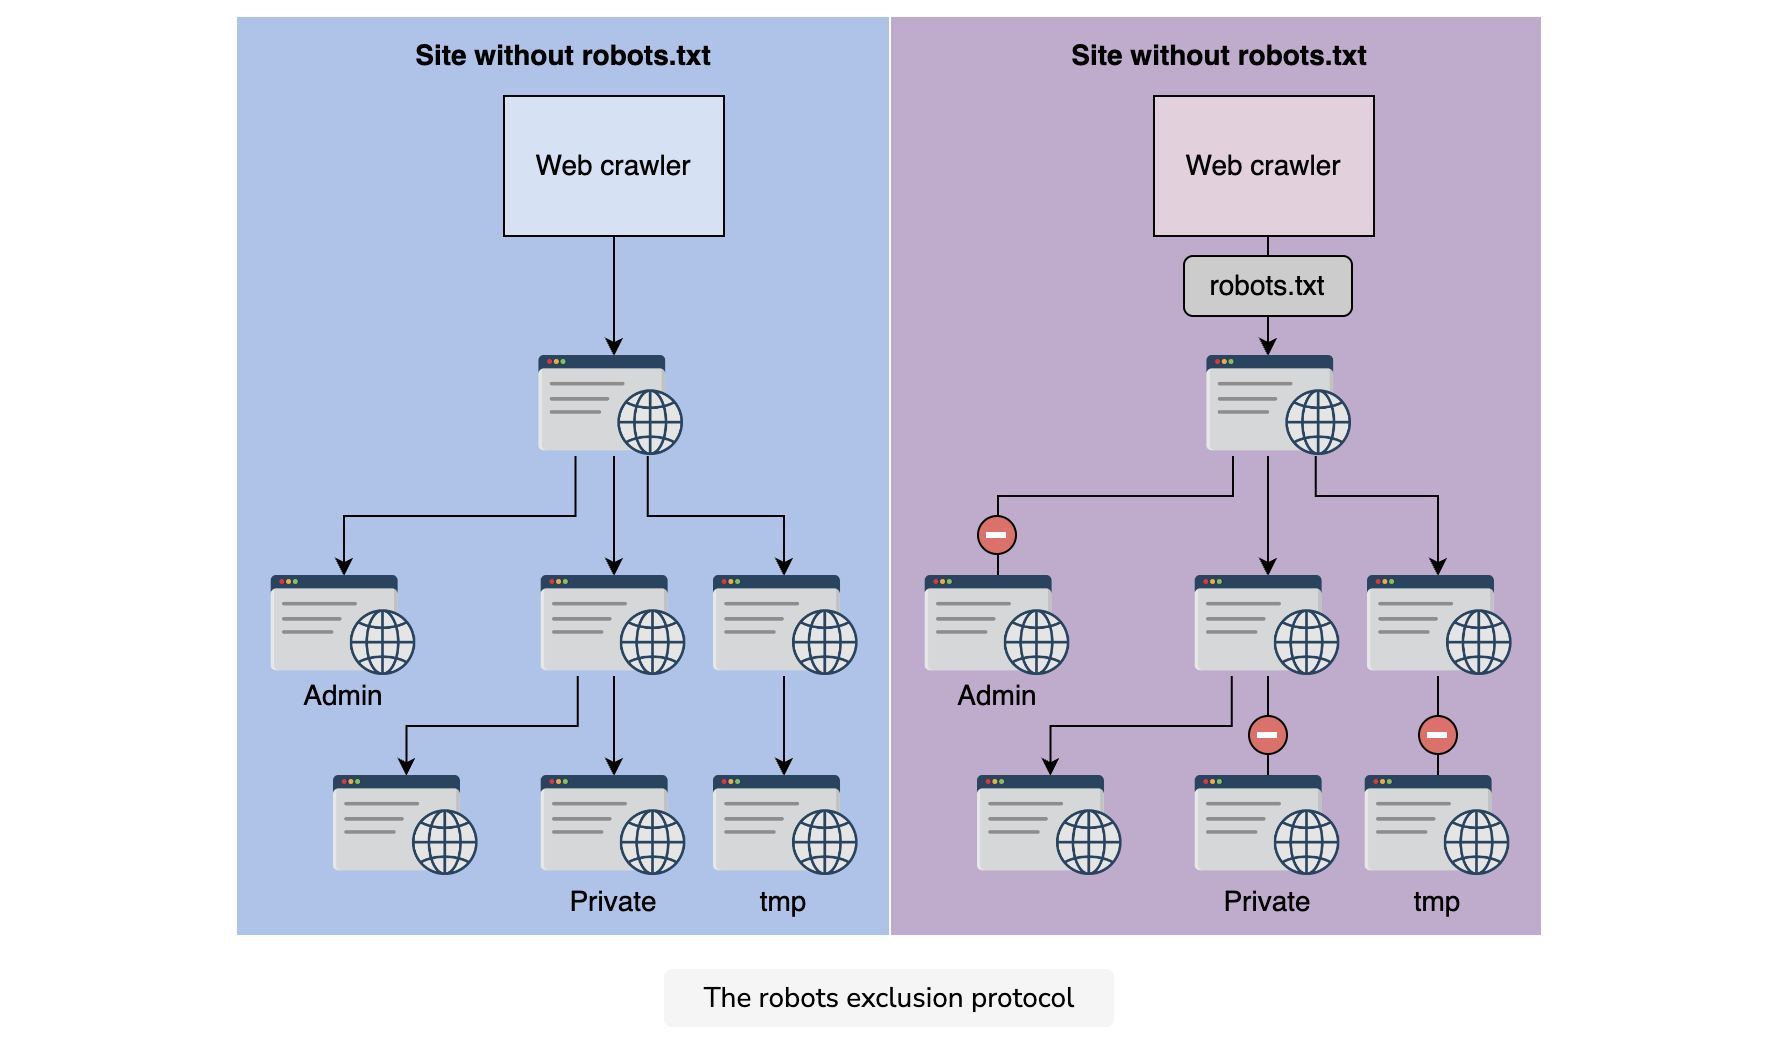 Site without robots.txt
Web crawler
Admin
Private
tmp
Site without robots.txt
Web crawler
robots.txt
Admin
Private
tmp
The robots exclusion protocol